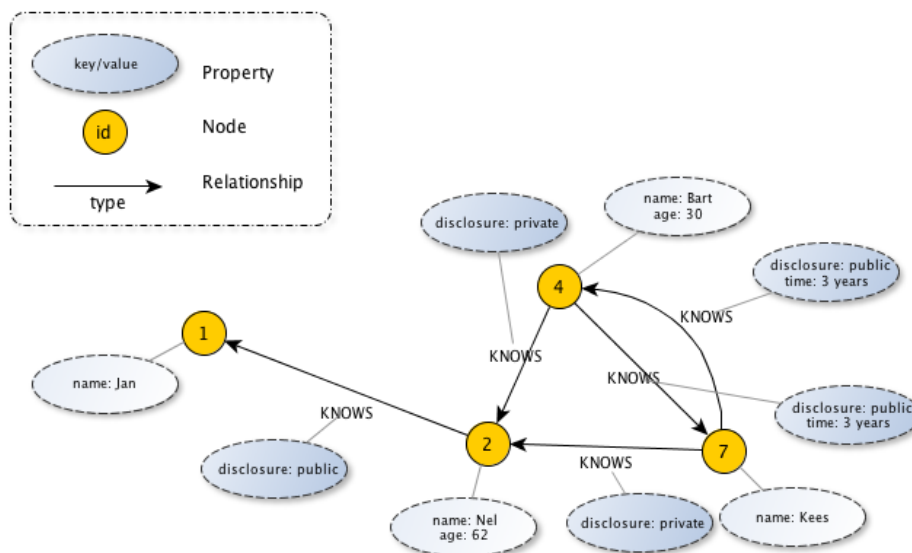 key/value
Property
id
Node
type
Relationship
disclosure: private
name: Bart
age: 30
disclosure: public
time: 3 years
4
KNOWS
1
KNOWS
name: Jan
KNOWS
disclosure: public
time: 3 years
KNOWS
2
7
disclosure: public
KNOWS
name: Nel
age: 62
disclosure: private
name: Kees